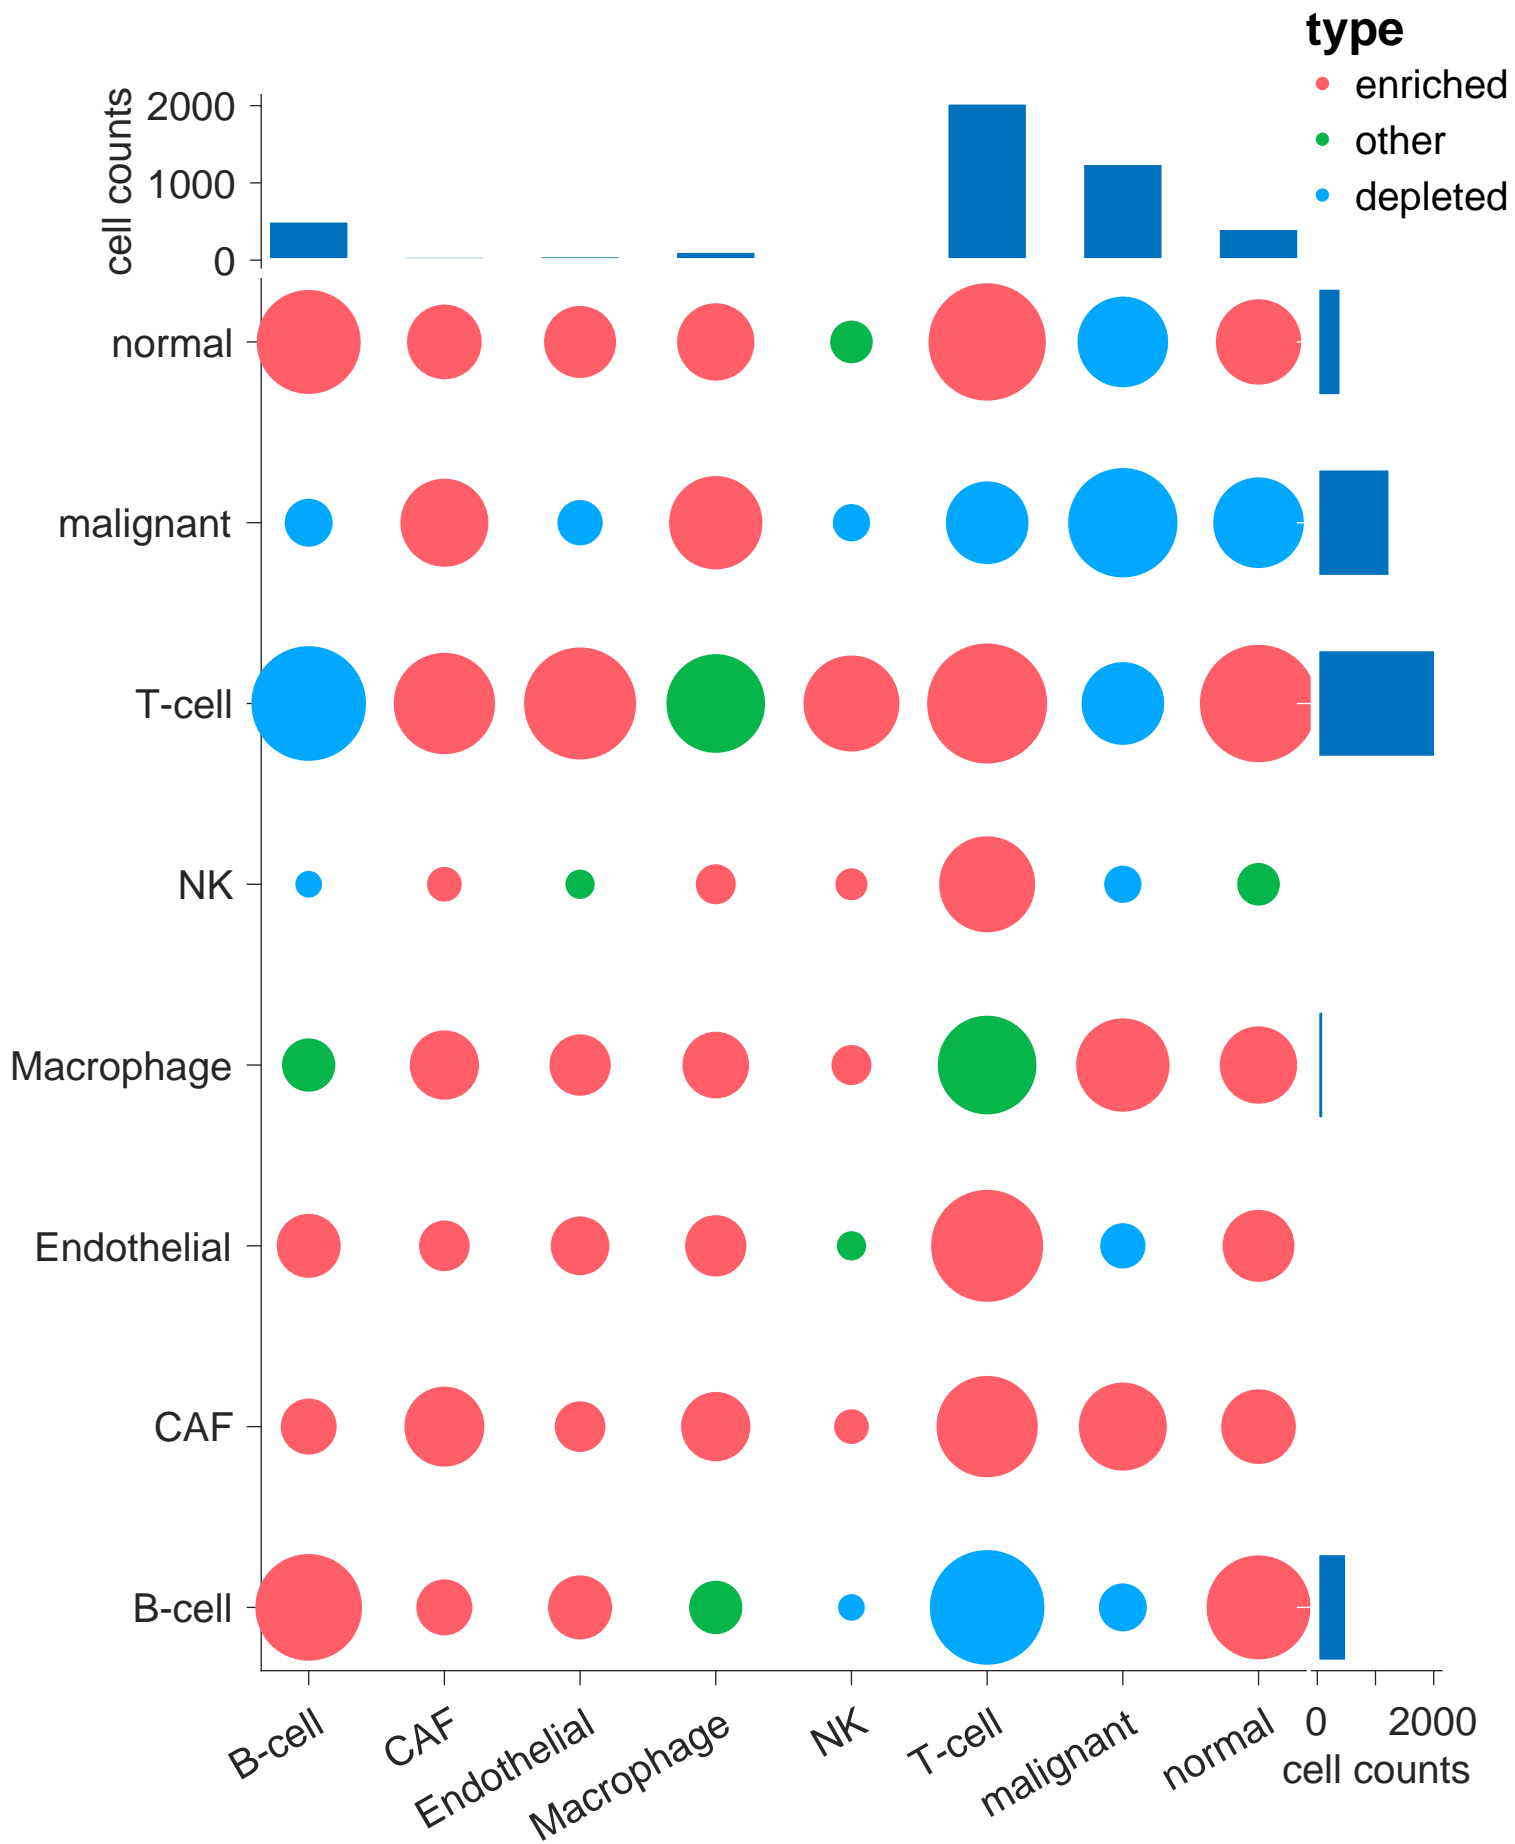 type
enriched
other
depleted
cell counts
2000
1000
0
normal
malignant
T-cell
NK
Macrophage
Endothelial
CAF
B-cell
B-cell
CAF
Endothelial
Macrophage
NK
T-cell
malignant
normal
0
2000
cell counts